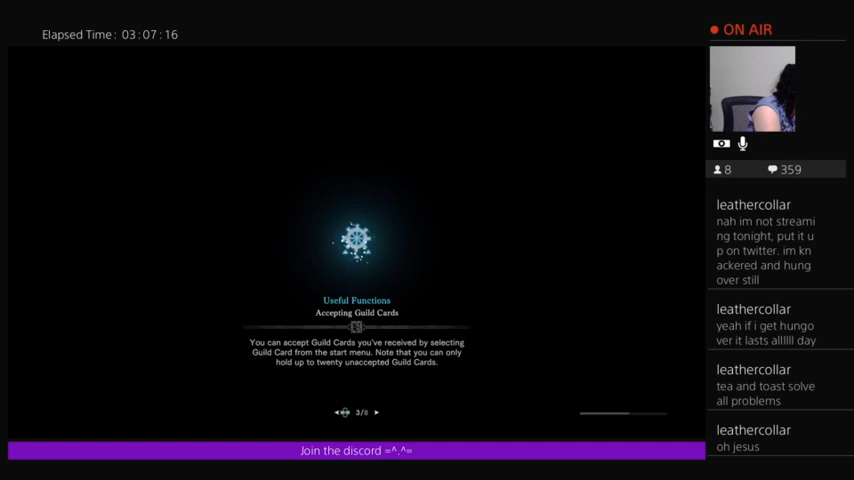 Elapsed Time: 03:07:16
ON AIR
8
359
Useful Functions
Accepting Guild Cards
You can accept Guild Cards you've received by selecting
Guild Card from the start menu. Note that you can only
hold up to twenty unaccepted Guild Cards.
3/8
Join the discord =^.^=
leathercollar
nah im not streami
ng tonight, put it u
p on twitter. im kn
ackered and hung
over still
leathercollar
yeah if i get hungo
ver it lasts allllll day
leathercollar
tea and toast solve
all problems
leathercollar
oh jesus